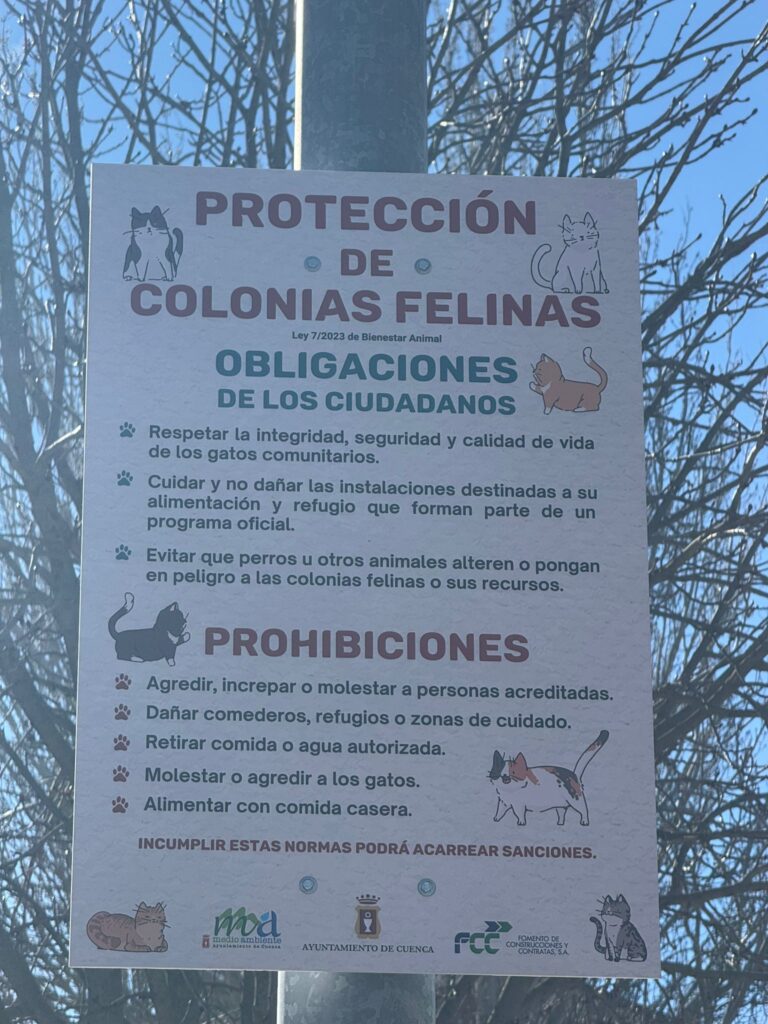 PROTECCIÓN
DE
COLONIAS FELINAS
Ley 7/2023 de Bienestar Animal
OBLIGACIONES
DE LOS CIUDADANOS
Respetar la integridad, seguridad y calidad de vida
de los gatos comunitarios.
Cuidar y no dañar las instalaciones destinadas a su
alimentación y refugio que forman parte de un
programa oficial.
Evitar que perros u otros animales alteren o pongan
en peligro a las colonias felinas o sus recursos.
PROHIBICIONES
Agredir, increpar o molestar a personas acreditadas.
Dañar comederos, refugios o zonas de cuidado.
Retirar comida o agua autorizada.
Molestar o agredir a los gatos.
Alimentar con comida casera.
INCUMPLIR ESTAS NORMAS PODRÁ ACARREAR SANCIONES.
ma
medio ambiente
Ayuntamiento de Cuenca
AYUNTAMIENTO DE CUENCA
FCC
FOMENTO DE
CONSTRUCCIONES Y
CONTRATAS, S.A.